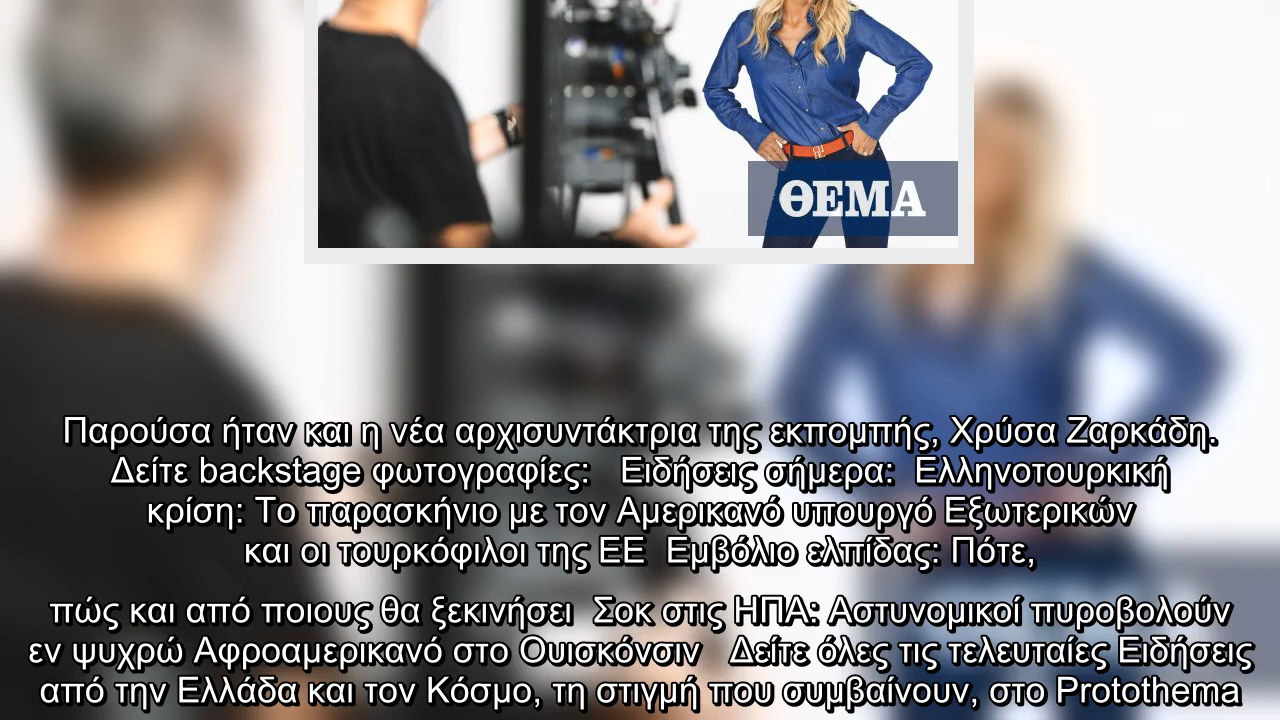 ΘΕΜΑ
Παρούσα ήταν και η νέα αρχισυντάκτρια της εκπομπής, Χρύσα Ζαρκάδη.
Δείτε backstage φωτογραφίες: Ειδήσεις σήμερα: Ελληνοτουρκική
κρίση: Το παρασκήνιο με τον Αμερικανό υπουργό Εξωτερικών
και οι τουρκόφιλοι της ΕΕ Εμβόλιο ελπίδας: Πότε,
πώς και από ποιους θα ξεκινήσει Σοκ στις ΗΠΑ: Αστυνομικοί πυροβολούν
εν ψυχρώ Αφροαμερικανό στο Ουισκόνσιν Δείτε όλες τις τελευταίες Ειδήσεις
από την Ελλάδα και τον Κόσμο, τη στιγμή που συμβαίνουν, στο Protothema